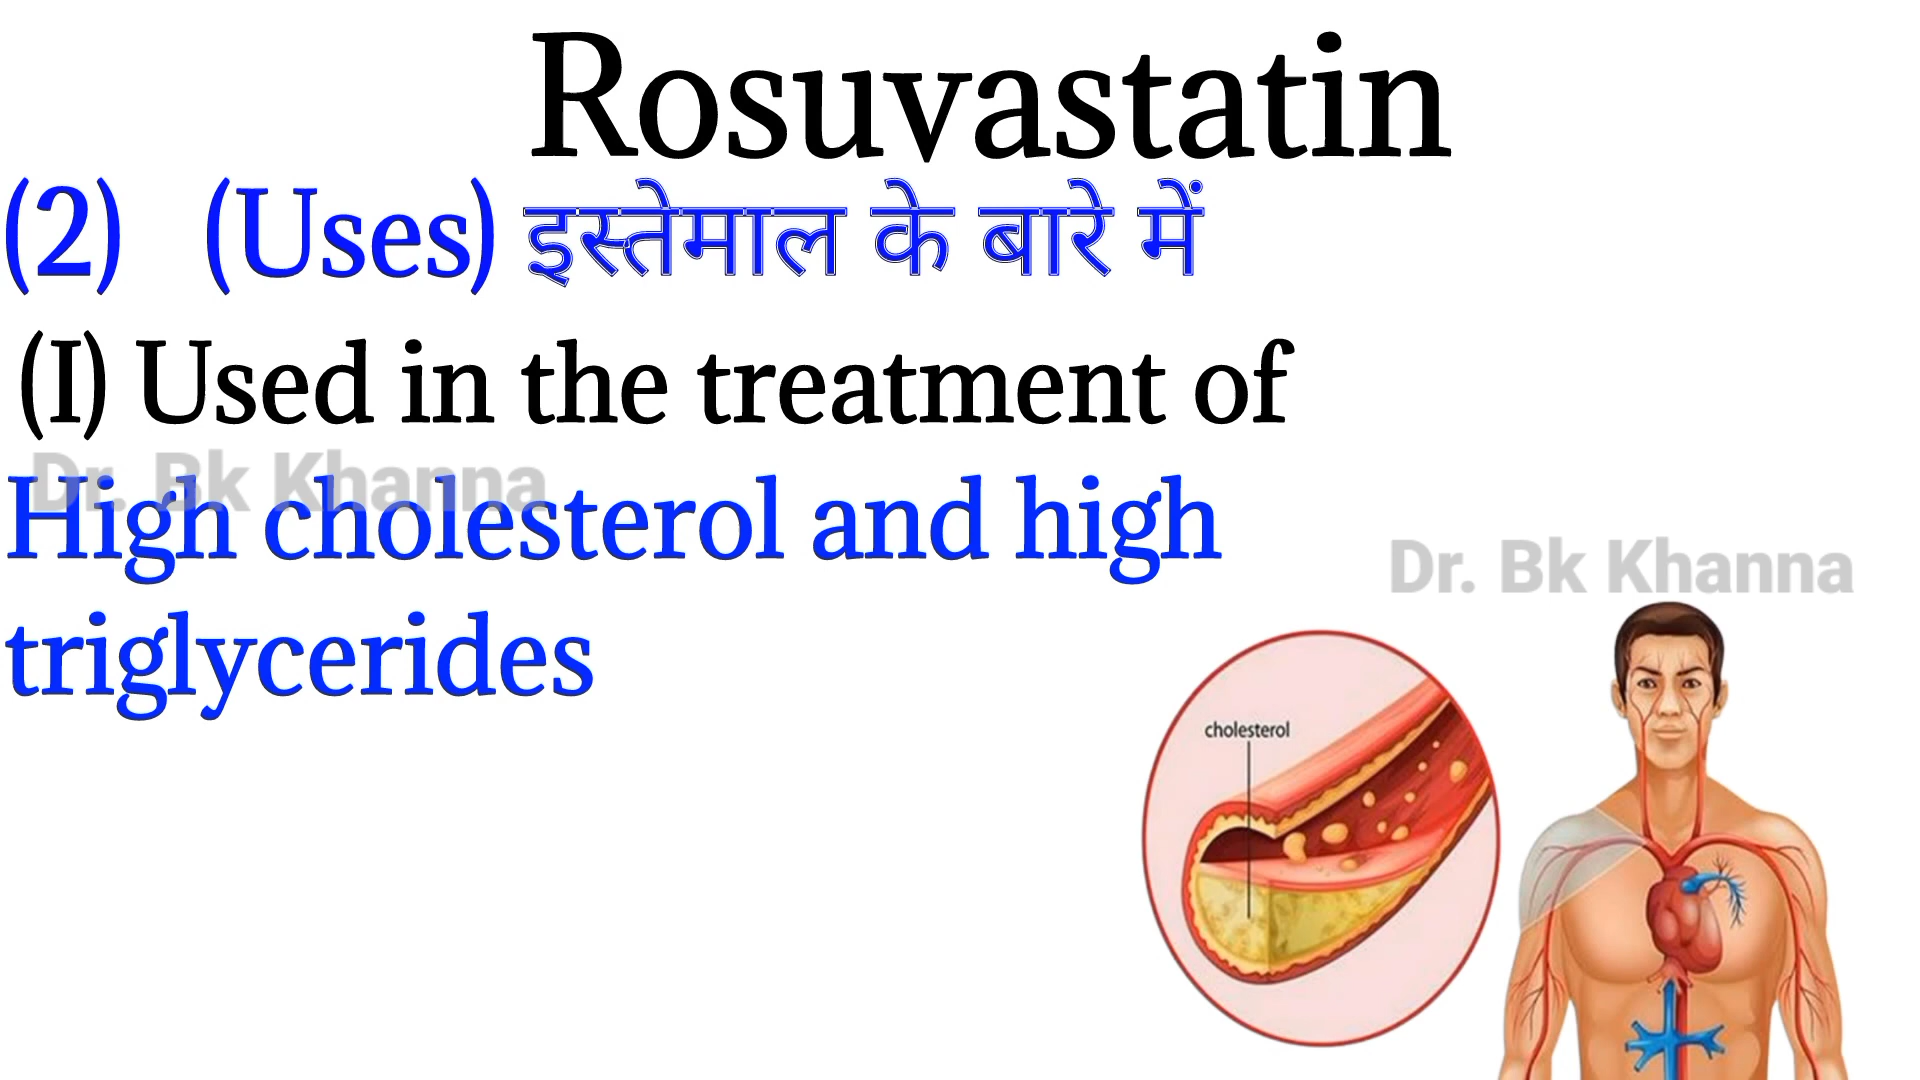 Rosuvastatin
(2) (Uses) इस्तेमाल के बारे में
(I) Used in the treatment of
Dr. Bk Khanna
High cholesterol and high
Dr. Bk Khanna
triglycerides
cholesterol